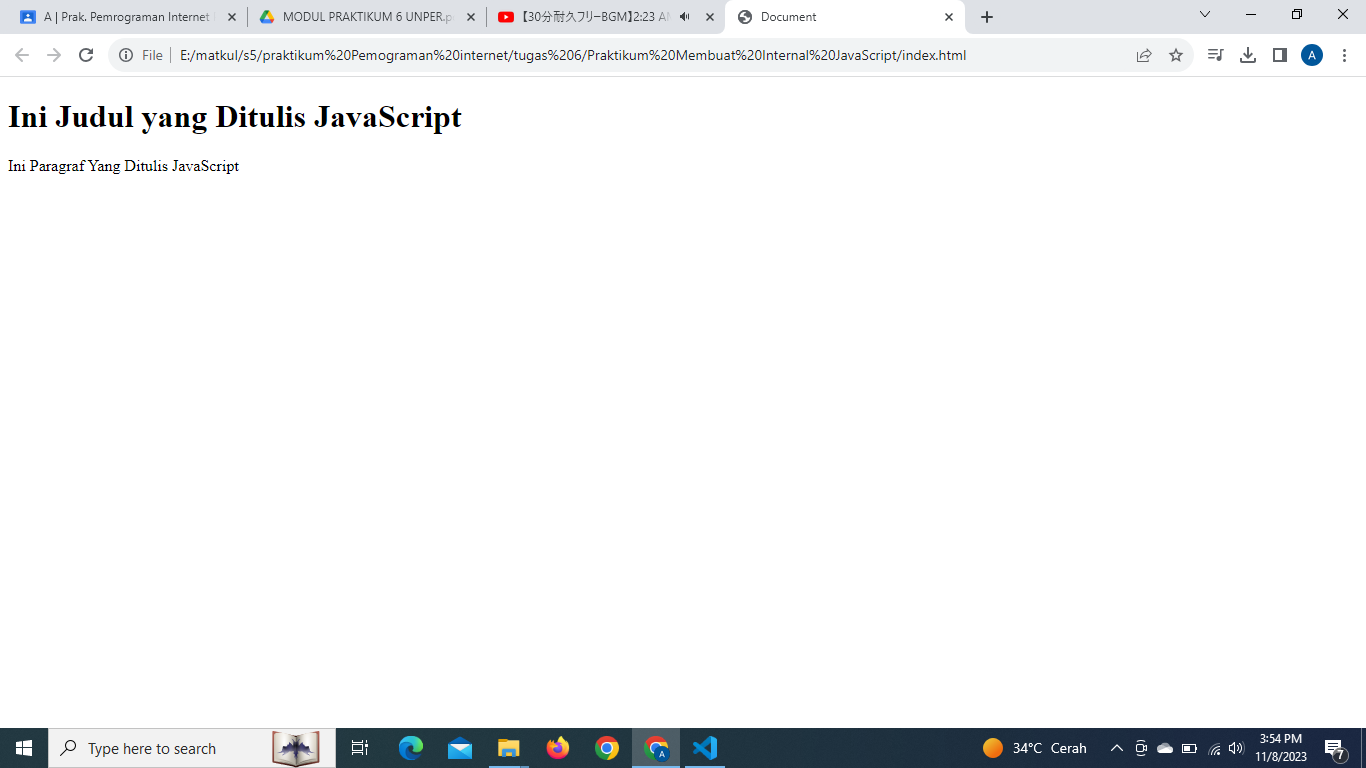 A | Prak. Pemrograman Internet
MODUL PRAKTIKUM 6 UNPER.p
【30分耐久フリーBGM】2:23 AM
Document
File
E:/matkul/s5/praktikum%20Pemograman%20internet/tugas%206/Praktikum%20Membuat%20Internal%20JavaScript/index.html
A
Ini Judul yang Ditulis JavaScript
Ini Paragraf Yang Ditulis JavaScript
Type here to search
A
34°C Cerah
3:54 PM
11/8/2023
7